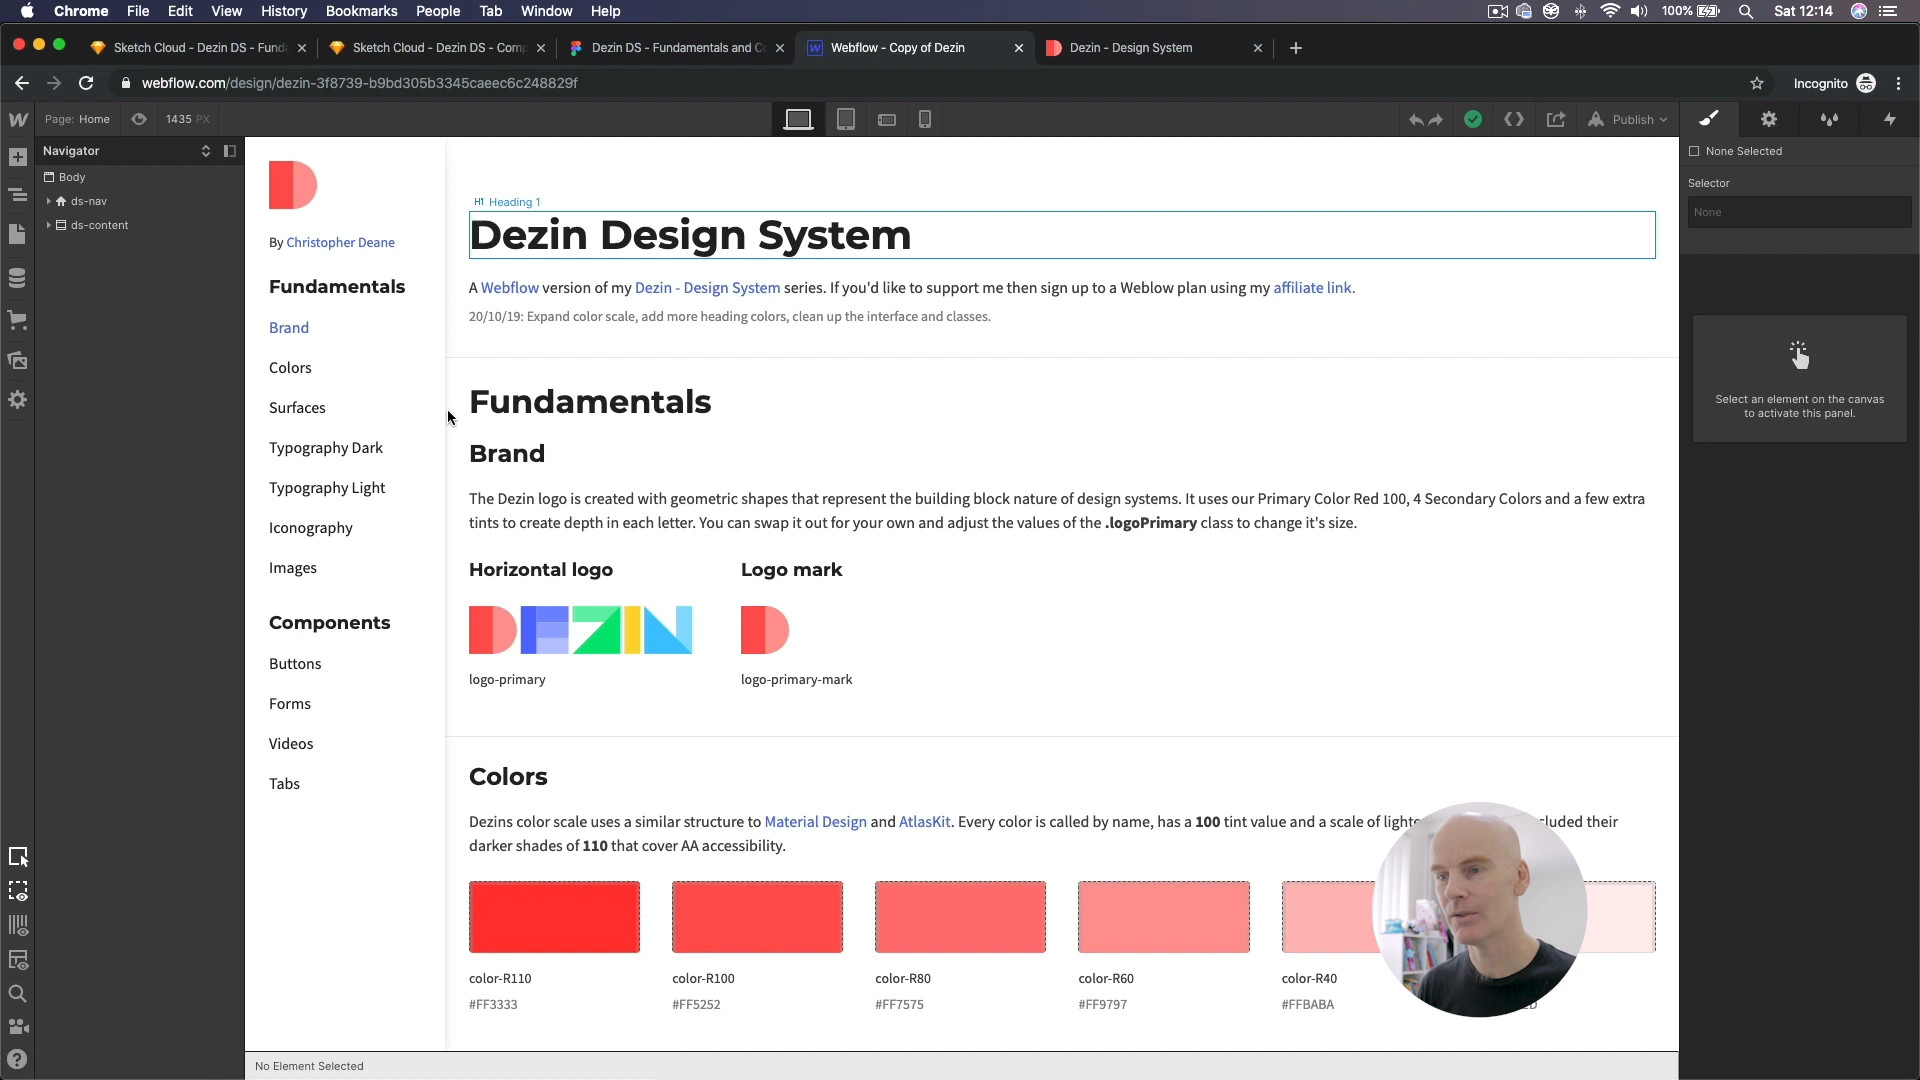 Chrome File Edit View History Bookmarks People Tab Window Help
100% Sat 12:14
Sketch Cloud - Dezin DS - Funda
Sketch Cloud - Dezin DS - Comp
Dezin DS - Fundamentals and Co
Webflow - Copy of Dezin
Dezin - Design System
webflow.com/design/dezin-3f8739-b9bd305b3345caeec6c248829f
Incognito
Page: Home
1435 PX
Publish
Navigator
Body
ds-nav
ds-content
By Christopher Deane
Fundamentals
Brand
Colors
Surfaces
Typography Dark
Typography Light
Iconography
Images
Components
Buttons
Forms
Videos
Tabs
H1 Heading 1
Dezin Design System
A Webflow version of my Dezin - Design System series. If you'd like to support me then sign up to a Weblow plan using my affiliate link.
20/10/19: Expand color scale, add more heading colors, clean up the interface and classes.
Fundamentals
Brand
The Dezin logo is created with geometric shapes that represent the building block nature of design systems. It uses our Primary Color Red 100, 4 Secondary Colors and a few extra
tints to create depth in each letter. You can swap it out for your own and adjust the values of the .logoPrimary class to change it's size.
Horizontal logo
Logo mark
DEZIN
D
logo-primary
logo-primary-mark
Colors
Dezins color scale uses a similar structure to Material Design and AtlasKit. Every color is called by name, has a 100 tint value and a scale of lighte
cluded their
darker shades of 110 that cover AA accessibility.
color-R110
color-R100
color-R80
color-R60
color-R40
#FF3333
#FF5252
#FF7575
#FF9797
#FFBABA
No Element Selected
None Selected
Selector
None
Select an element on the canvas
to activate this panel.